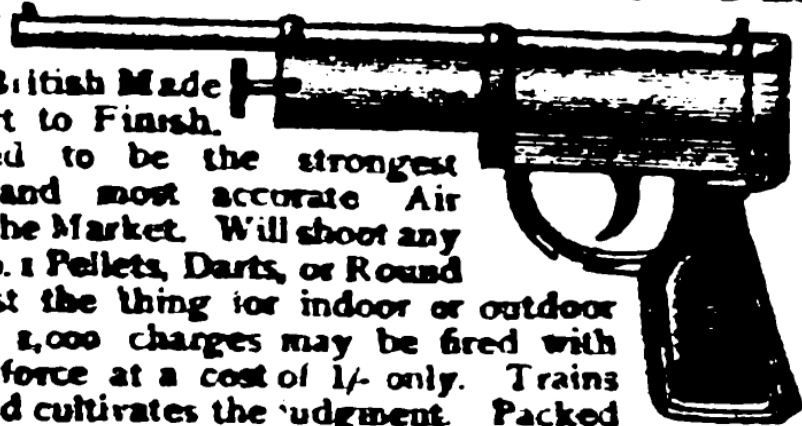 British Made
t to Finish.
ed to be the strongest
and most accurate Air
he Market. Will shoot any
. 1 Pellets, Darts, or Round
st the thing for indoor or outdoor
1,000 charges may be fired with
force at a cost of 1/- only. Trains
d cultivates the judgment. Packed